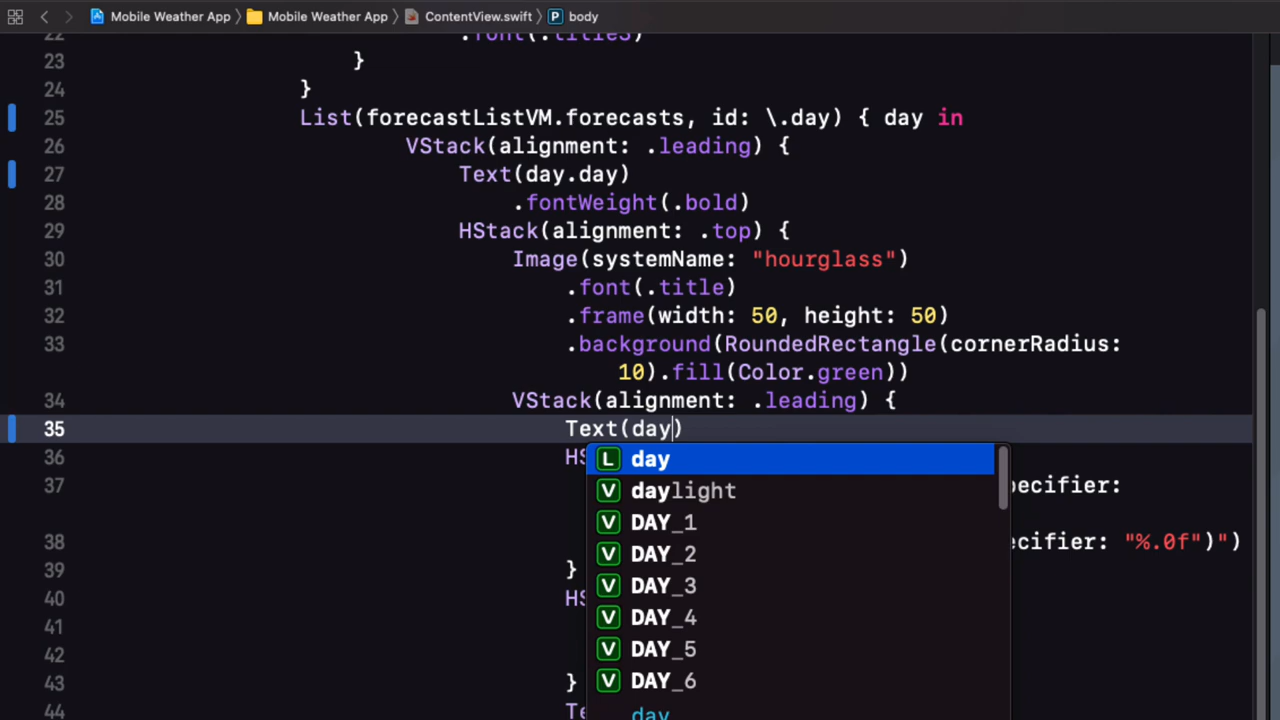 Mobile Weather App > Mobile Weather App > ContentView.swift > P body
22 .font(.title3)
23 }
24 }
25 List(forecastListVM.forecasts, id: \.day) { day in
26 VStack(alignment: .leading) {
27 Text(day.day)
28 .fontWeight(.bold)
29 HStack(alignment: .top) {
30 Image(systemName: "hourglass")
31 .font(.title)
32 .frame(width: 50, height: 50)
33 .background(RoundedRectangle(cornerRadius:
10).fill(Color.green))
34 VStack(alignment: .leading) {
35 Text(day)
L day
36 HS
V daylight
37 pecifier:
V DAY_1
38 ecifier: "%.0f")")
V DAY_2
39 }
V DAY_3
40 HS
V DAY_4
41
V DAY_5
42
V DAY_6
43 }
44 Te
day